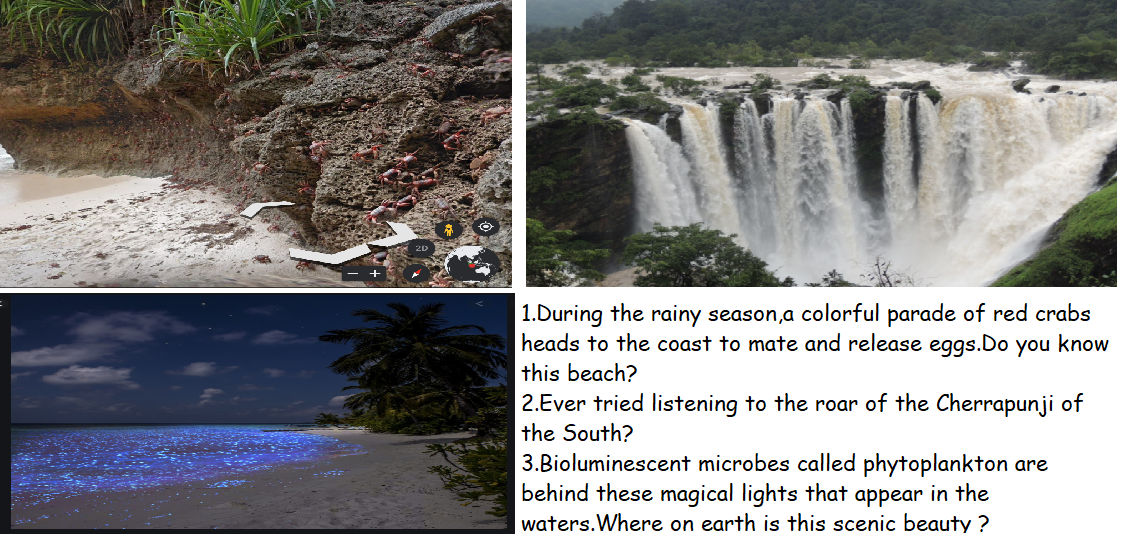 2D
1.During the rainy season,a colorful parade of red crabs
heads to the coast to mate and release eggs.Do you know
this beach?
2.Ever tried listening to the roar of the Cherrapunji of
the South?
3.Bioluminescent microbes called phytoplankton are
behind these magical lights that appear in the
waters.Where on earth is this scenic beauty ?